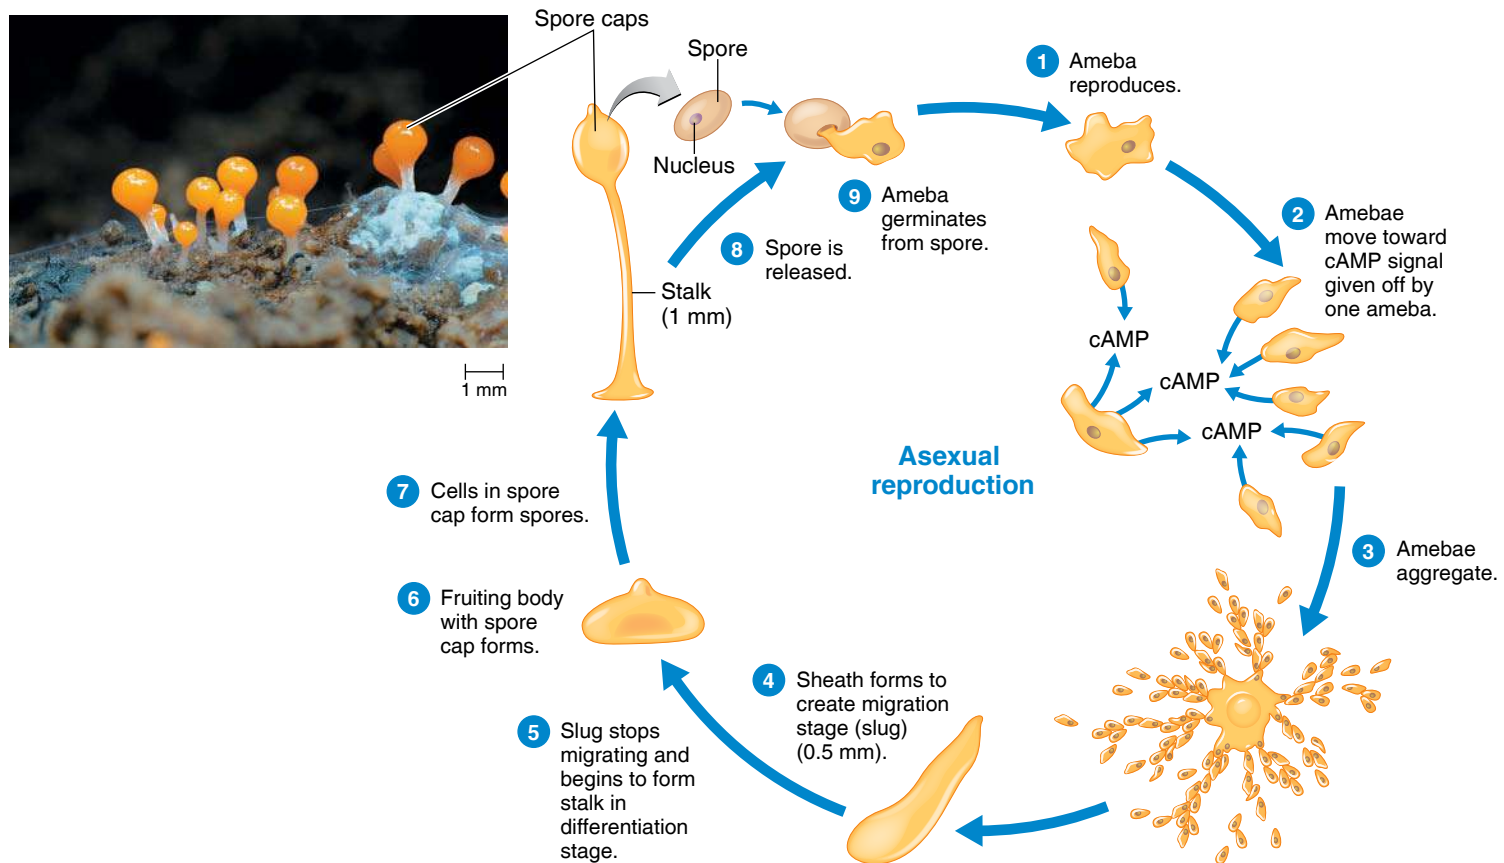 Spore caps
Spore
Nucleus
Stalk
(1 mm)
1 mm
1 Ameba
reproduces.
2 Amebae
move toward
cAMP signal
given off by
one ameba.
cAMP
cAMP
cAMP
Asexual
reproduction
3 Amebae
aggregate.
4 Sheath forms to
create migration
stage (slug)
(0.5 mm).
5 Slug stops
migrating and
begins to form
stalk in
differentiation
stage.
6 Fruiting body
with spore
cap forms.
7 Cells in spore
cap form spores.
8 Spore is
released.
9 Ameba
germinates
from spore.